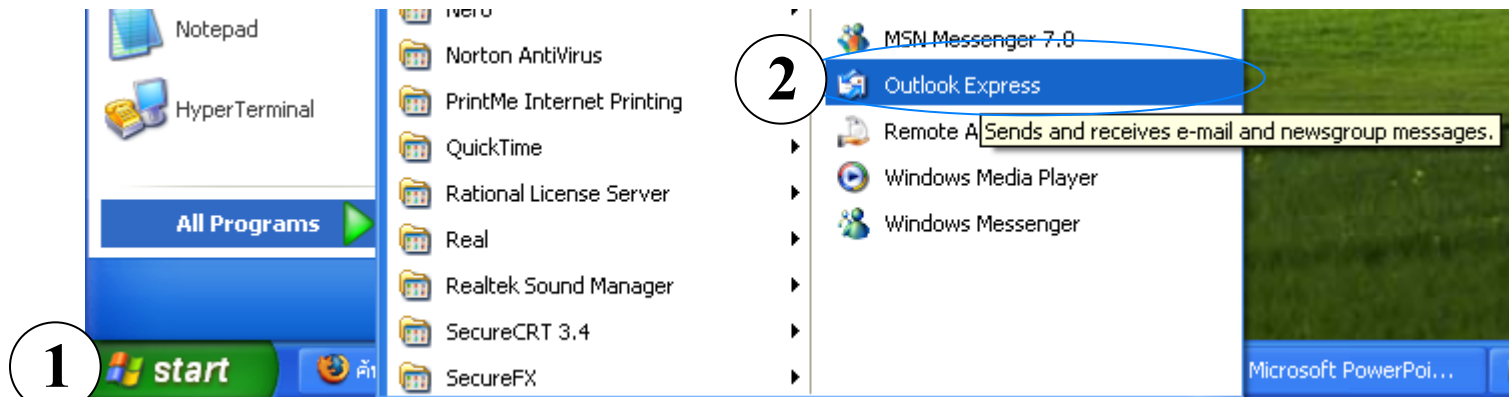 Notepad
HyperTerminal
All Programs
1
start
Nero
Norton AntiVirus
PrintMe Internet Printing
QuickTime
Rational License Server
Real
Realtek Sound Manager
SecureCRT 3.4
SecureFX
2
MSN Messenger 7.0
Outlook Express
Remote A
Sends and receives e-mail and newsgroup messages.
Windows Media Player
Windows Messenger
Microsoft PowerPoi...